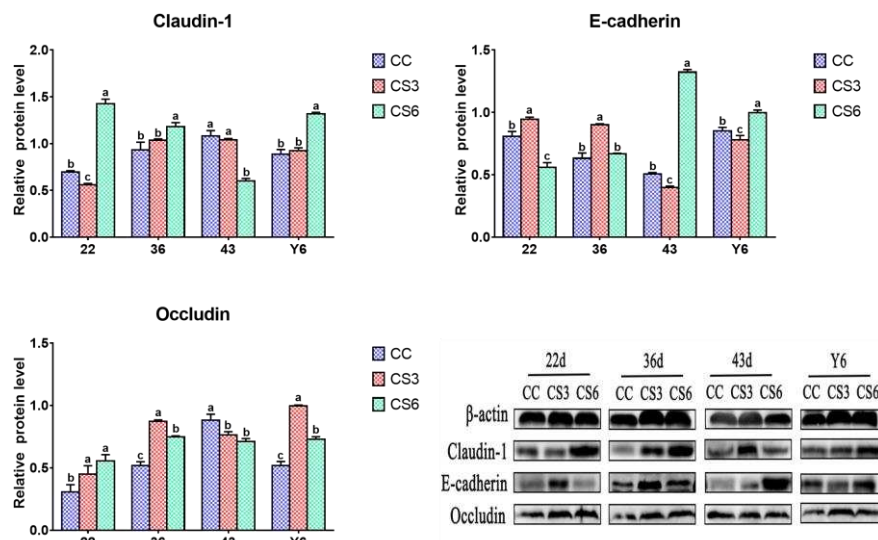 Claudin-1
Relative protein level
2.0
1.5
1.0
0.5
0.0
b
c
a
b
b
a
a
a
b
b
b
a
22 36 43 Y6
CC
CS3
CS6
E-cadherin
Relative protein level
1.5
1.0
0.5
0.0
b
a
c
b
a
b
b
c
a
b
c
a
22 36 43 Y6
CC
CS3
CS6
Occludin
Relative protein level
1.5
1.0
0.5
0.0
b
a
a
c
a
b
a
b
b
c
a
b
22 36 43 Y6
CC
CS3
CS6
22d 36d 43d Y6
CC CS3 CS6 CC CS3 CS6 CC CS3 CS6 CC CS3 CS6
β-actin
Claudin-1
E-cadherin
Occludin